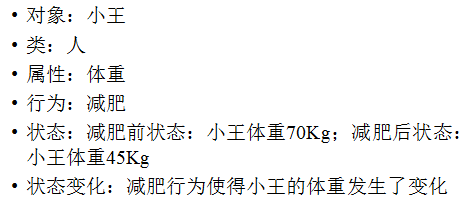 • 对象：小王
• 类：人
• 属性：体重
• 行为：减肥
• 状态：减肥前状态：小王体重70Kg；减肥后状态：
小王体重45Kg
• 状态变化：减肥行为使得小王的体重发生了变化